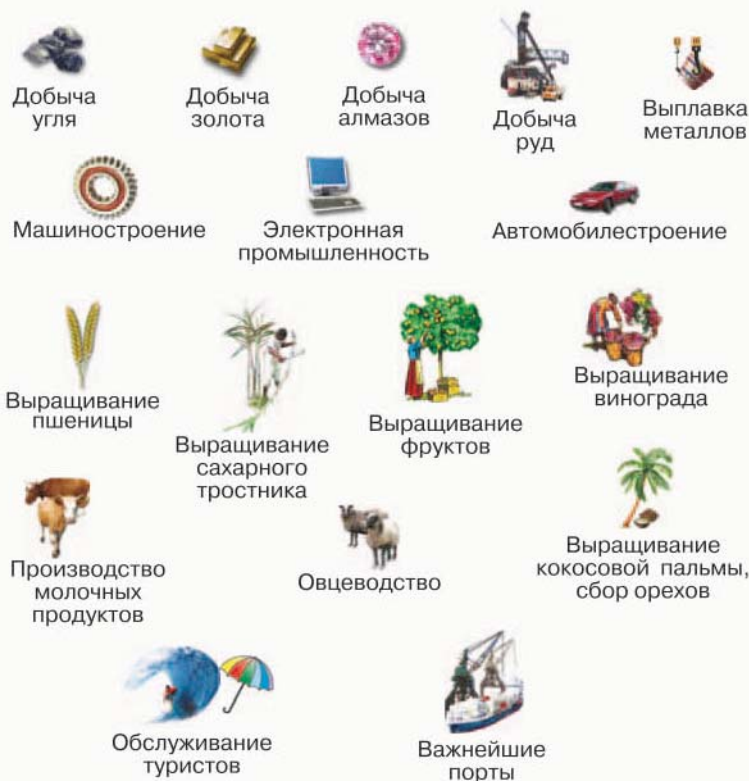 Добыча
угля
Добыча
золота
Добыча
алмазов
Добыча
руд
Выплавка
металлов
Машиностроение
Электронная
промышленность
Автомобилестроение
Выращивание
пшеницы
Выращивание
сахарного
тростника
Выращивание
фруктов
Выращивание
винограда
Производство
молочных
продуктов
Овцеводство
Выращивание
кокосовой пальмы,
сбор орехов
Обслуживание
туристов
Важнейшие
порты